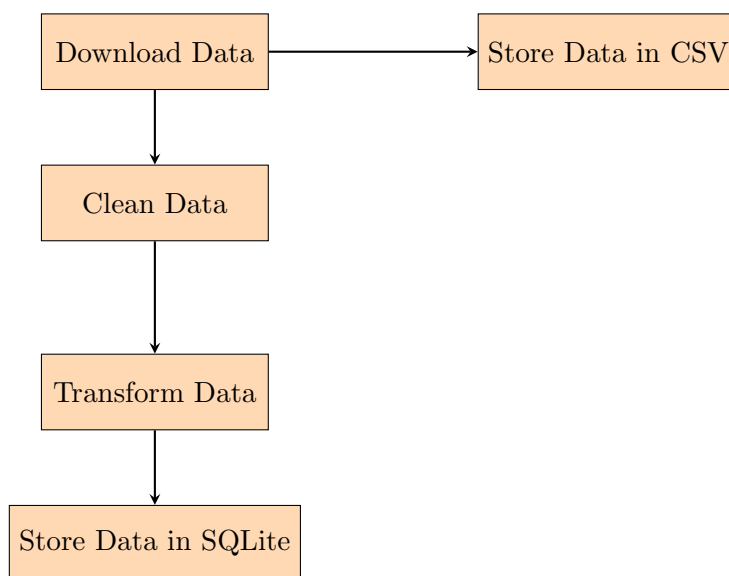 Download Data
Store Data in CSV
Clean Data
Transform Data
Store Data in SQLite